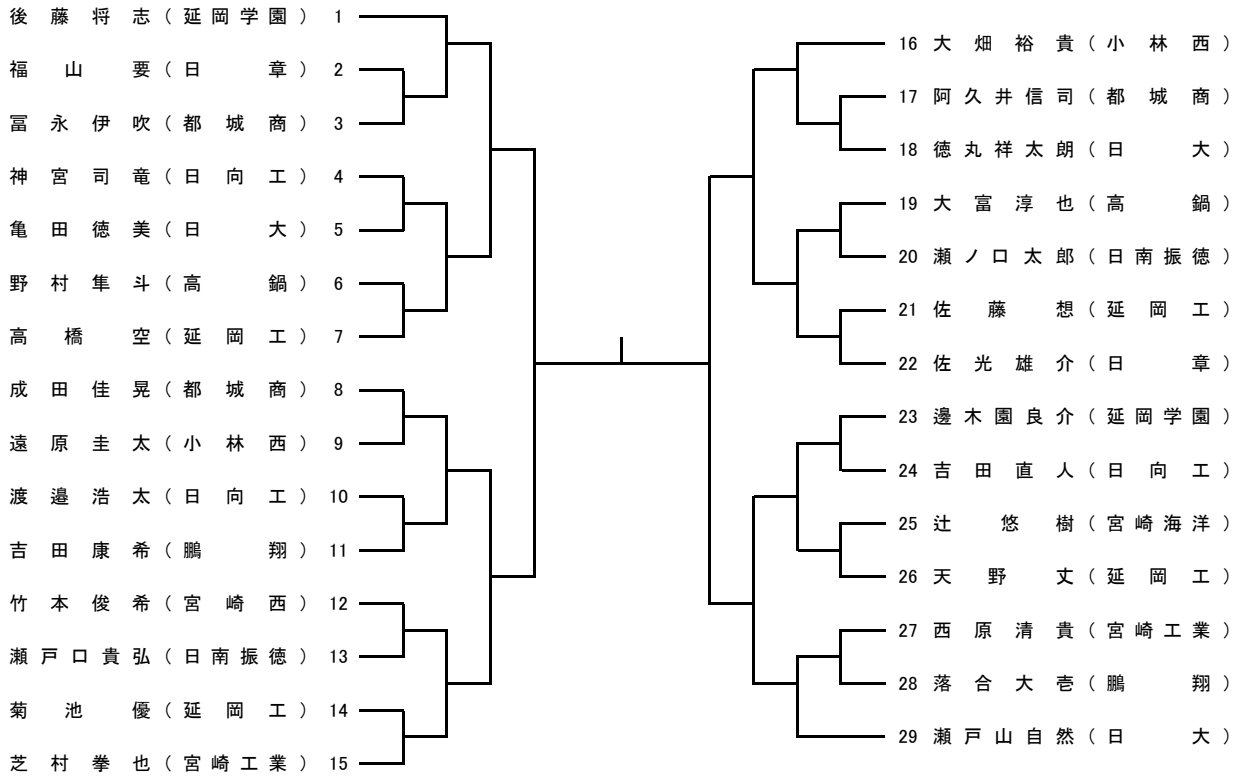 後藤将志(延岡学園) 1
福山要(日章) 2
冨永伊吹(都城商) 3
神宮司竜(日向工) 4
亀田徳美(日大) 5
野村隼斗(高鍋) 6
高橋空(延岡工) 7
成田佳晃(都城商) 8
遠原圭太(小林西) 9
渡邉浩太(日向工) 10
吉田康希(鵬翔) 11
竹本俊希(宮崎西) 12
瀬戸口貴弘(日南振徳) 13
菊池優(延岡工) 14
芝村拳也(宮崎工業) 15
16 大畑裕貴(小林西)
17 阿久井信司(都城商)
18 徳丸祥太朗(日大)
19 大富淳也(高鍋)
20 瀬ノ口太郎(日南振徳)
21 佐藤想(延岡工)
22 佐光雄介(日章)
23 邊木園良介(延岡学園)
24 吉田直人(日向工)
25 辻悠樹(宮崎海洋)
26 天野丈(延岡工)
27 西原清貴(宮崎工業)
28 落合大壱(鵬翔)
29 瀬戸山自然(日大)